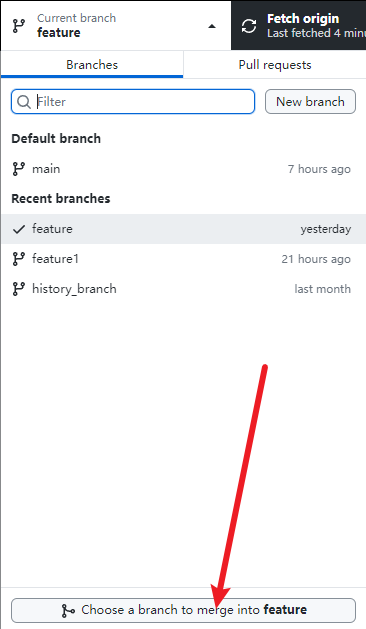 Current branch
feature
Fetch origin
Last fetched 4 minu
Branches
Pull requests
Filter
New branch
Default branch
main
7 hours ago
Recent branches
feature
yesterday
feature1
21 hours ago
history_branch
last month
Choose a branch to merge into feature